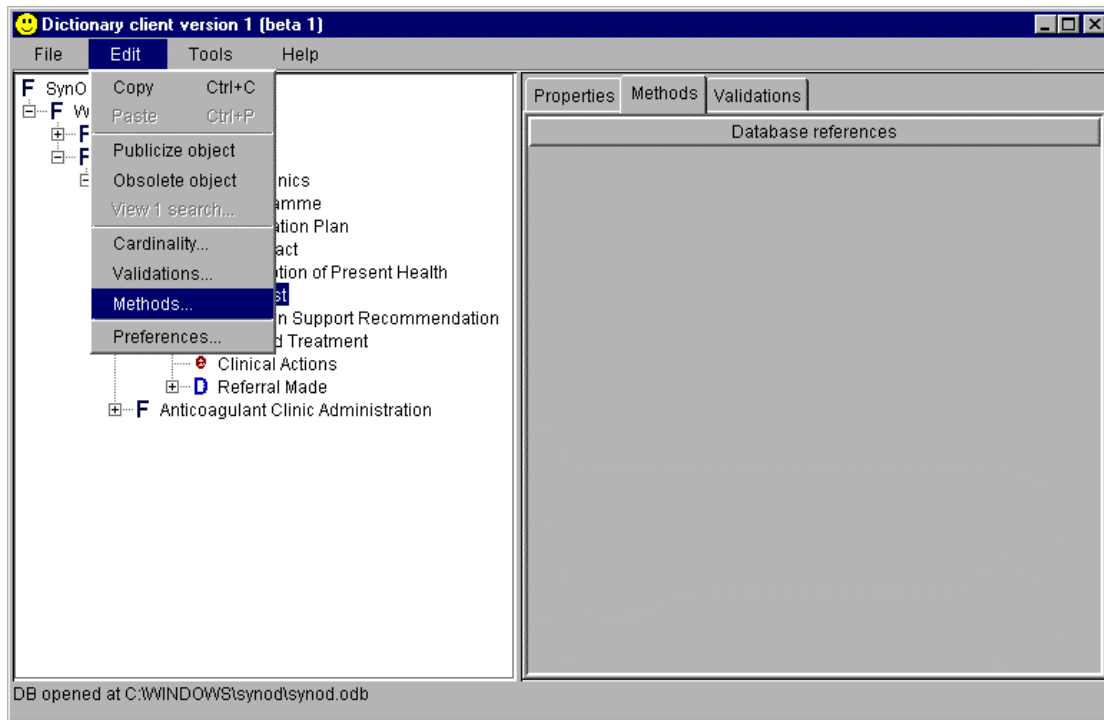 Dictionary client version 1 (beta 1)
File Edit Tools Help
F SynO
F W
F
F
Copy Ctrl+C
Paste Ctrl+P
Publicize object
Obsolete object
View 1 search...
Cardinality...
Validations...
Methods...
Preferences...
nics
amme
ation Plan
act
ation of Present Health
st
n Support Recommendation
d Treatment
e Clinical Actions
D Referral Made
F Anticoagulant Clinic Administration
Properties Methods Validations
Database references
DB opened at C:\WINDOWS\synod\synod.odb